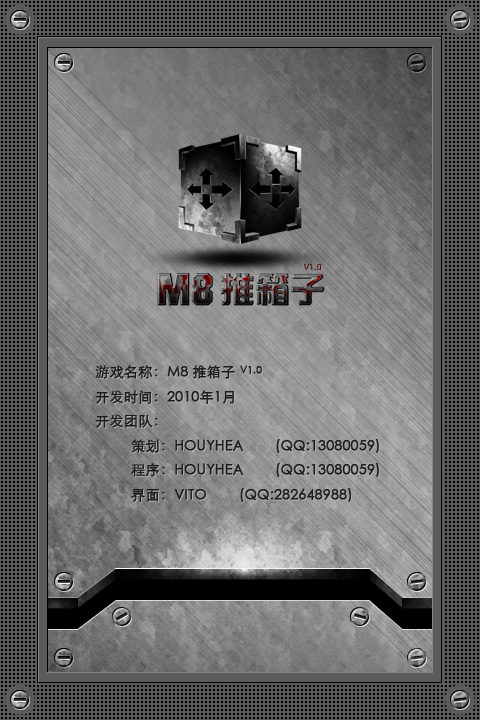 V1.0
M8 推箱子
游戏名称：M8 推箱子 V1.0
开发时间：2010年1月
开发团队：
策划：HOUYHEA (QQ:13080059)
程序：HOUYHEA (QQ:13080059)
界面：VITO (QQ:282648988)